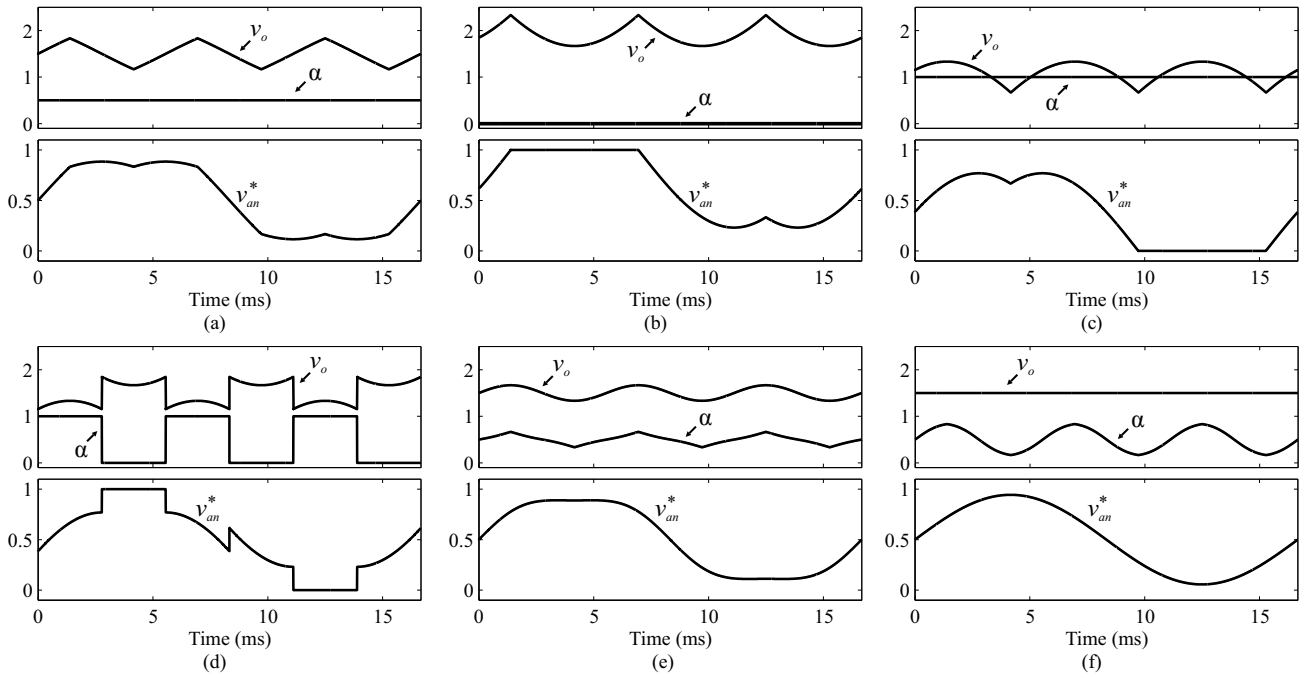 2
1
0
v_o
α
1
0.5
0
v*_an
0 5 10 15
Time (ms)
(a)
2
1
0
v_o
α
1
0.5
0
v*_an
0 5 10 15
Time (ms)
(b)
2
1
0
v_o
α
1
0.5
0
v*_an
0 5 10 15
Time (ms)
(c)
2
1
0
v_o
α
1
0.5
0
v*_an
0 5 10 15
Time (ms)
(d)
2
1
0
v_o
α
1
0.5
0
v*_an
0 5 10 15
Time (ms)
(e)
2
1
0
v_o
α
1
0.5
0
v*_an
0 5 10 15
Time (ms)
(f)